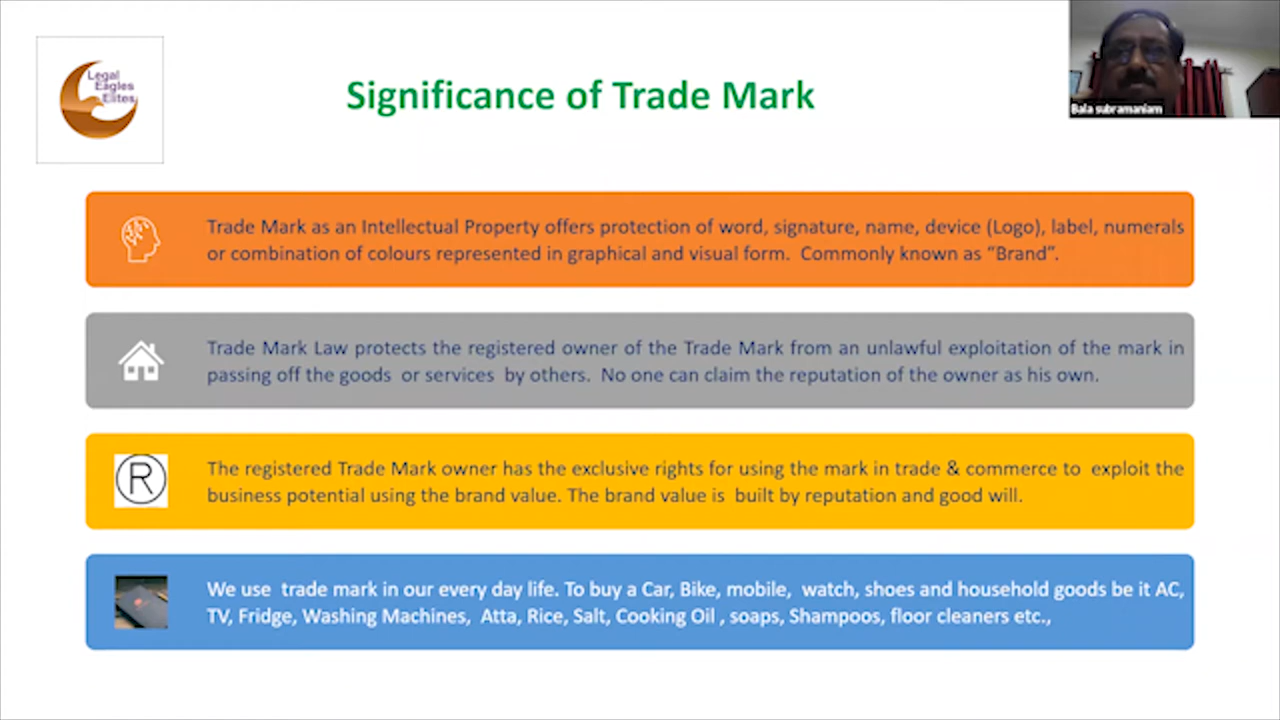 Legal
Eagles
Elites
Significance of Trade Mark
Bala subramaniam
Trade Mark as an Intellectual Property offers protection of word, signature, name, device (Logo), label, numerals
or combination of colours represented in graphical and visual form. Commonly known as “Brand”.
Trade Mark Law protects the registered owner of the Trade Mark from an unlawful exploitation of the mark in
passing off the goods or services by others. No one can claim the reputation of the owner as his own.
R
The registered Trade Mark owner has the exclusive rights for using the mark in trade & commerce to exploit the
business potential using the brand value. The brand value is built by reputation and good will.
We use trade mark in our every day life. To buy a Car, Bike, mobile, watch, shoes and household goods be it AC,
TV, Fridge, Washing Machines, Atta, Rice, Salt, Cooking Oil , soaps, Shampoos, floor cleaners etc.,